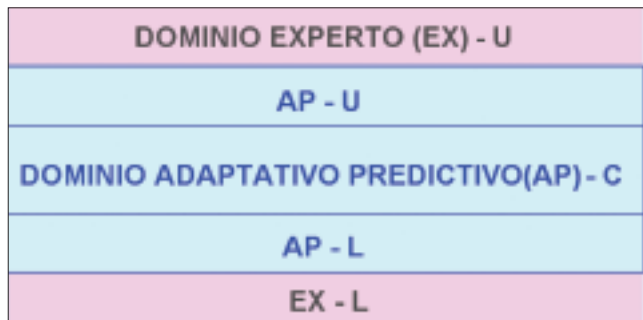 DOMINIO EXPERTO (EX) - U
AP - U
DOMINIO ADAPTATIVO PREDICTIVO(AP) - C
AP - L
EX - L